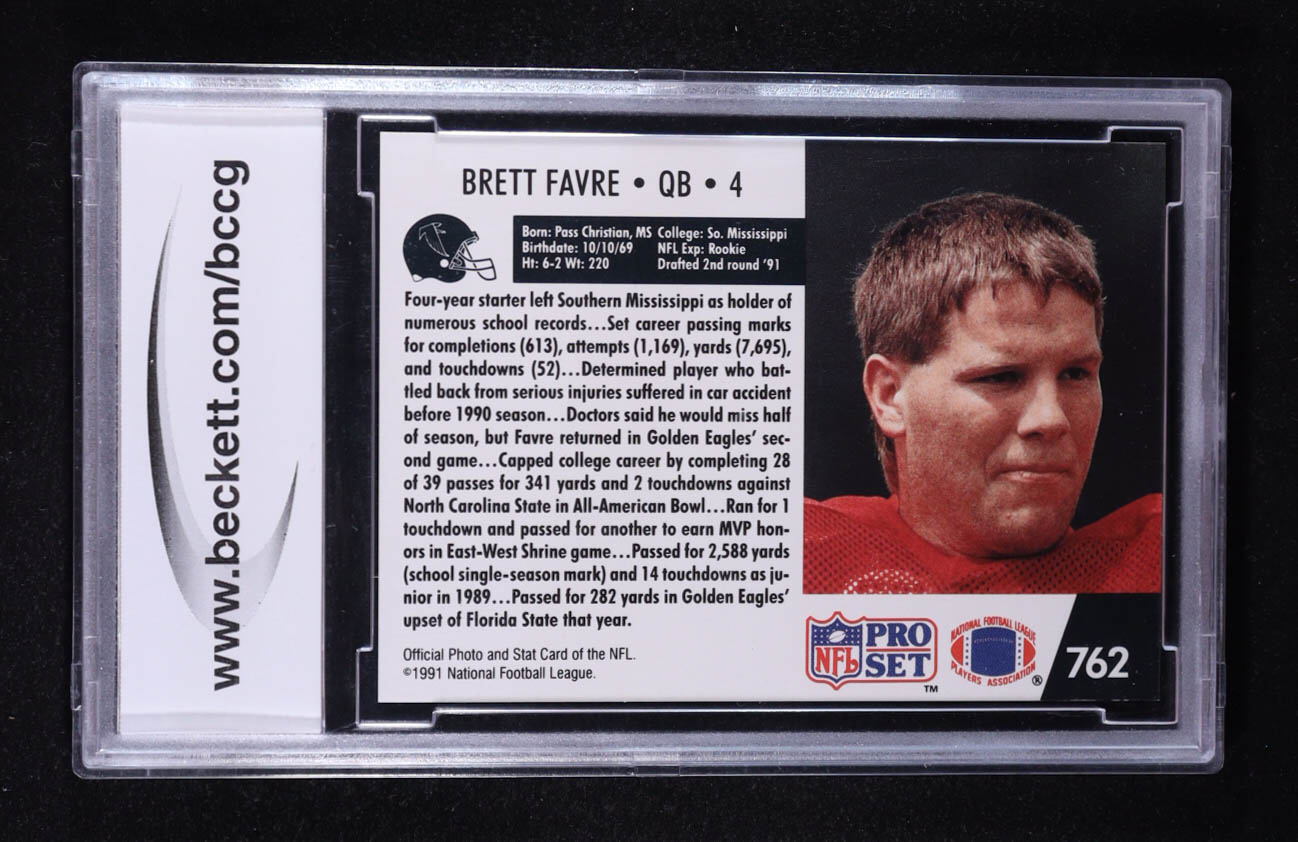 www.beckett.com/bccg
BRETT FAVRE • QB • 4
Born: Pass Christian, MS College: So. Mississippi
Birthdate: 10/10/69 NFL Exp: Rookie
Ht: 6-2 Wt: 220 Drafted 2nd round '91
Four-year starter left Southern Mississippi as holder of
numerous school records...Set career passing marks
for completions (613), attempts (1,169), yards (7,695),
and touchdowns (52)...Determined player who bat-
tled back from serious injuries suffered in car accident
before 1990 season...Doctors said he would miss half
of season, but Favre returned in Golden Eagles' sec-
ond game...Capped college career by completing 28
of 39 passes for 341 yards and 2 touchdowns against
North Carolina State in All-American Bowl...Ran for 1
touchdown and passed for another to earn MVP hon-
ors in East-West Shrine game...Passed for 2,588 yards
(school single-season mark) and 14 touchdowns as ju-
nior in 1989...Passed for 282 yards in Golden Eagles'
upset of Florida State that year.
Official Photo and Stat Card of the NFL.
©1991 National Football League.
NFL PRO SET ™
NATIONAL FOOTBALL LEAGUE
PLAYERS ASSOCIATION ®
762